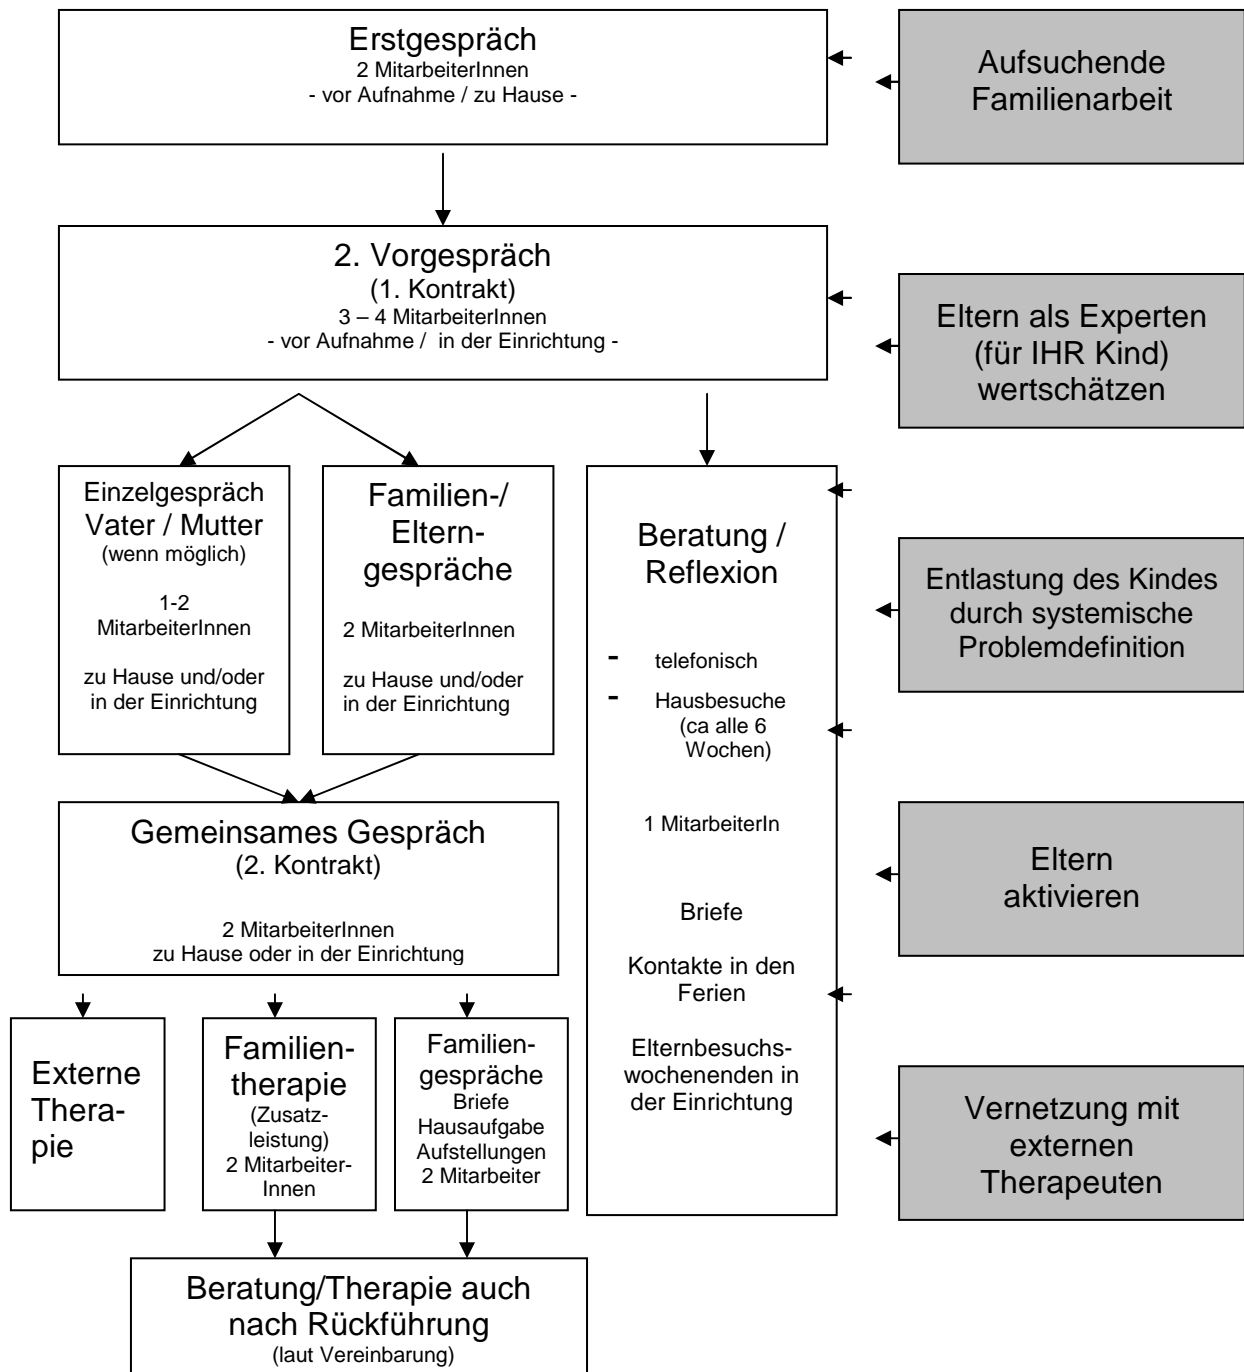 Erstgespräch
2 MitarbeiterInnen
- vor Aufnahme / zu Hause -
Aufsuchende
Familienarbeit
2. Vorgespräch
(1. Kontrakt)
3 – 4 MitarbeiterInnen
- vor Aufnahme / in der Einrichtung -
Eltern als Experten
(für IHR Kind)
wertschätzen
Einzelgespräch
Vater / Mutter
(wenn möglich)
1-2
MitarbeiterInnen
zu Hause und/oder
in der Einrichtung
Familien-/
Eltern-
gespräche
2 MitarbeiterInnen
zu Hause und/oder
in der Einrichtung
Beratung /
Reflexion
- telefonisch
- Hausbesuche
(ca alle 6
Wochen)
1 MitarbeiterIn
Briefe
Kontakte in den
Ferien
Elternbesuchs-
wochenenden in
der Einrichtung
Entlastung des Kindes
durch systemische
Problemdefinition
Gemeinsames Gespräch
(2. Kontrakt)
2 MitarbeiterInnen
zu Hause oder in der Einrichtung
Eltern
aktivieren
Externe
Thera-
pie
Familien-
therapie
(Zusatz-
leistung)
2 Mitarbeiter-
Innen
Familien-
gespräche
Briefe
Hausaufgabe
Aufstellungen
2 Mitarbeiter
Vernetzung mit
externen
Therapeuten
Beratung/Therapie auch
nach Rückführung
(laut Vereinbarung)